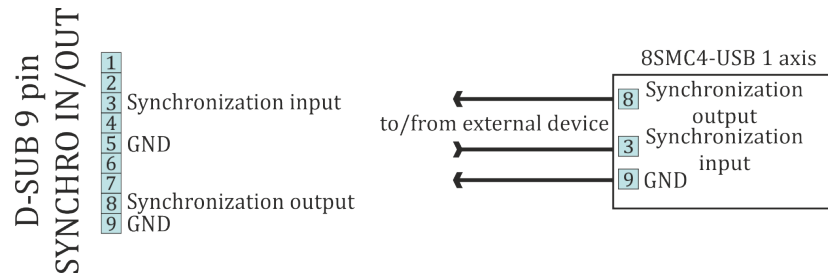 D-SUB 9 pin
SYNCHRO IN/OUT
1
2
3 Synchronization input
4
5 GND
6
7
8 Synchronization output
9 GND
to/from external device
8SMC4-USB 1 axis
8 Synchronization
output
3 Synchronization
input
9 GND